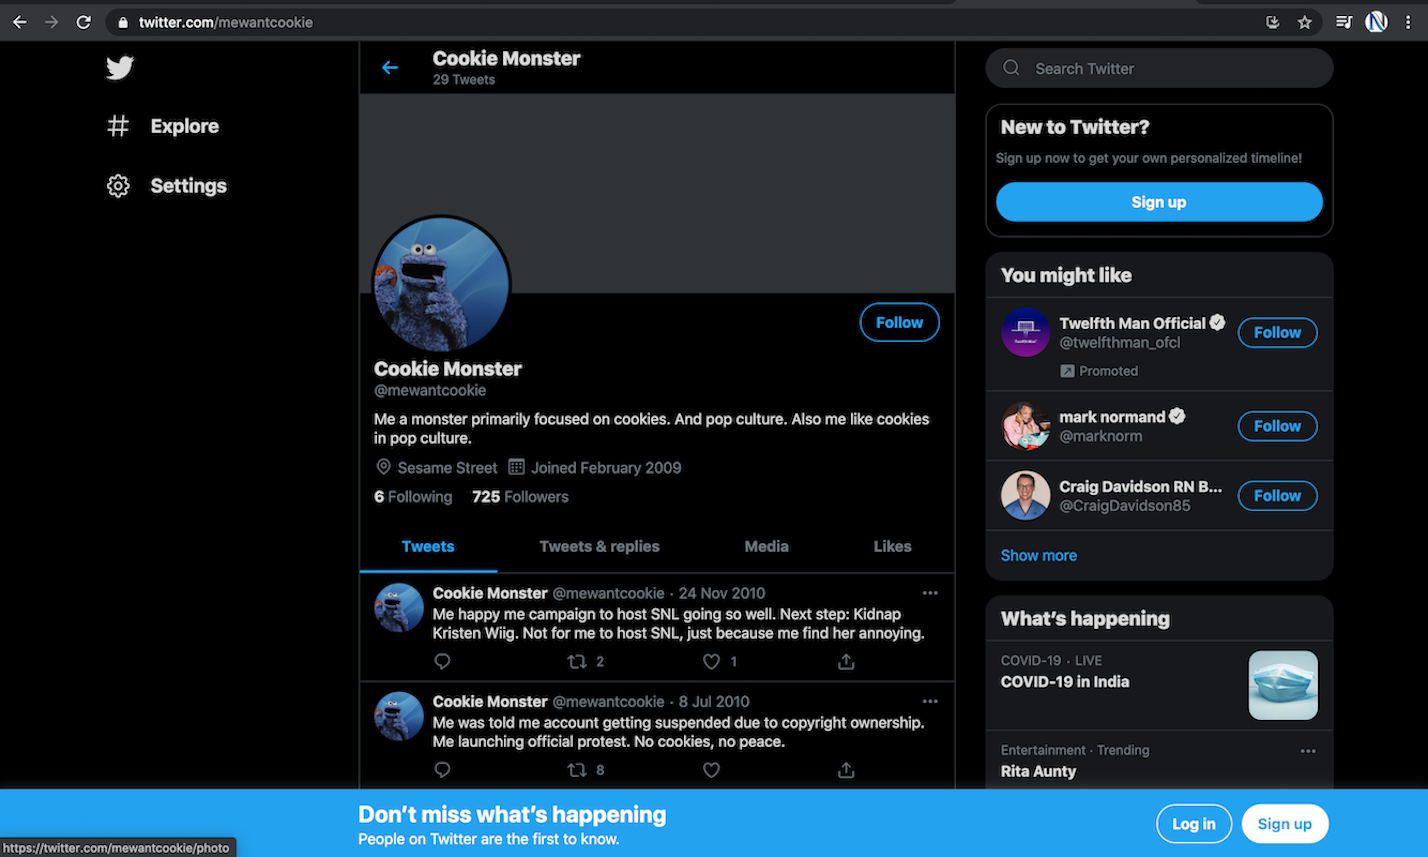 twitter.com/mewantcookie
Explore
Settings
Cookie Monster
29 Tweets
Follow
Cookie Monster
@mewantcookie
Me a monster primarily focused on cookies. And pop culture. Also me like cookies
in pop culture.
Sesame Street Joined February 2009
6 Following 725 Followers
Tweets Tweets & replies Media Likes
Cookie Monster @mewantcookie · 24 Nov 2010
Me happy me campaign to host SNL going so well. Next step: Kidnap
Kristen Wiig. Not for me to host SNL, just because me find her annoying.
2 1
Cookie Monster @mewantcookie · 8 Jul 2010
Me was told me account getting suspended due to copyright ownership.
Me launching official protest. No cookies, no peace.
8
Search Twitter
New to Twitter?
Sign up now to get your own personalized timeline!
Sign up
You might like
Twelfth Man Official
@twelfthman_ofcl
Promoted
Follow
mark normand
@marknorm
Follow
Craig Davidson RN B...
@CraigDavidson85
Follow
Show more
What's happening
COVID-19 · LIVE
COVID-19 in India
Entertainment · Trending
Rita Aunty
Don't miss what's happening
People on Twitter are the first to know.
Log in Sign up
https://twitter.com/mewantcookie/photo